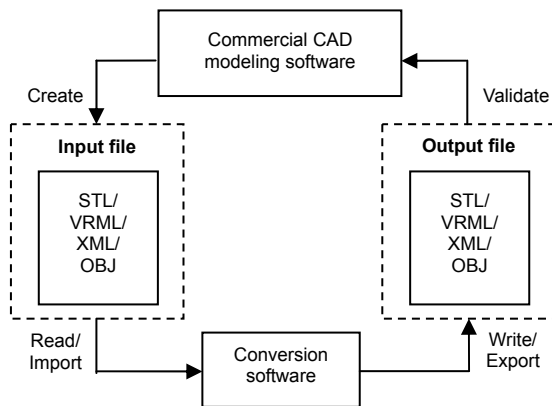 Commercial CAD
modeling software
Create
Validate
Input file
STL/
VRML/
XML/
OBJ
Output file
STL/
VRML/
XML/
OBJ
Read/
Import
Conversion
software
Write/
Export